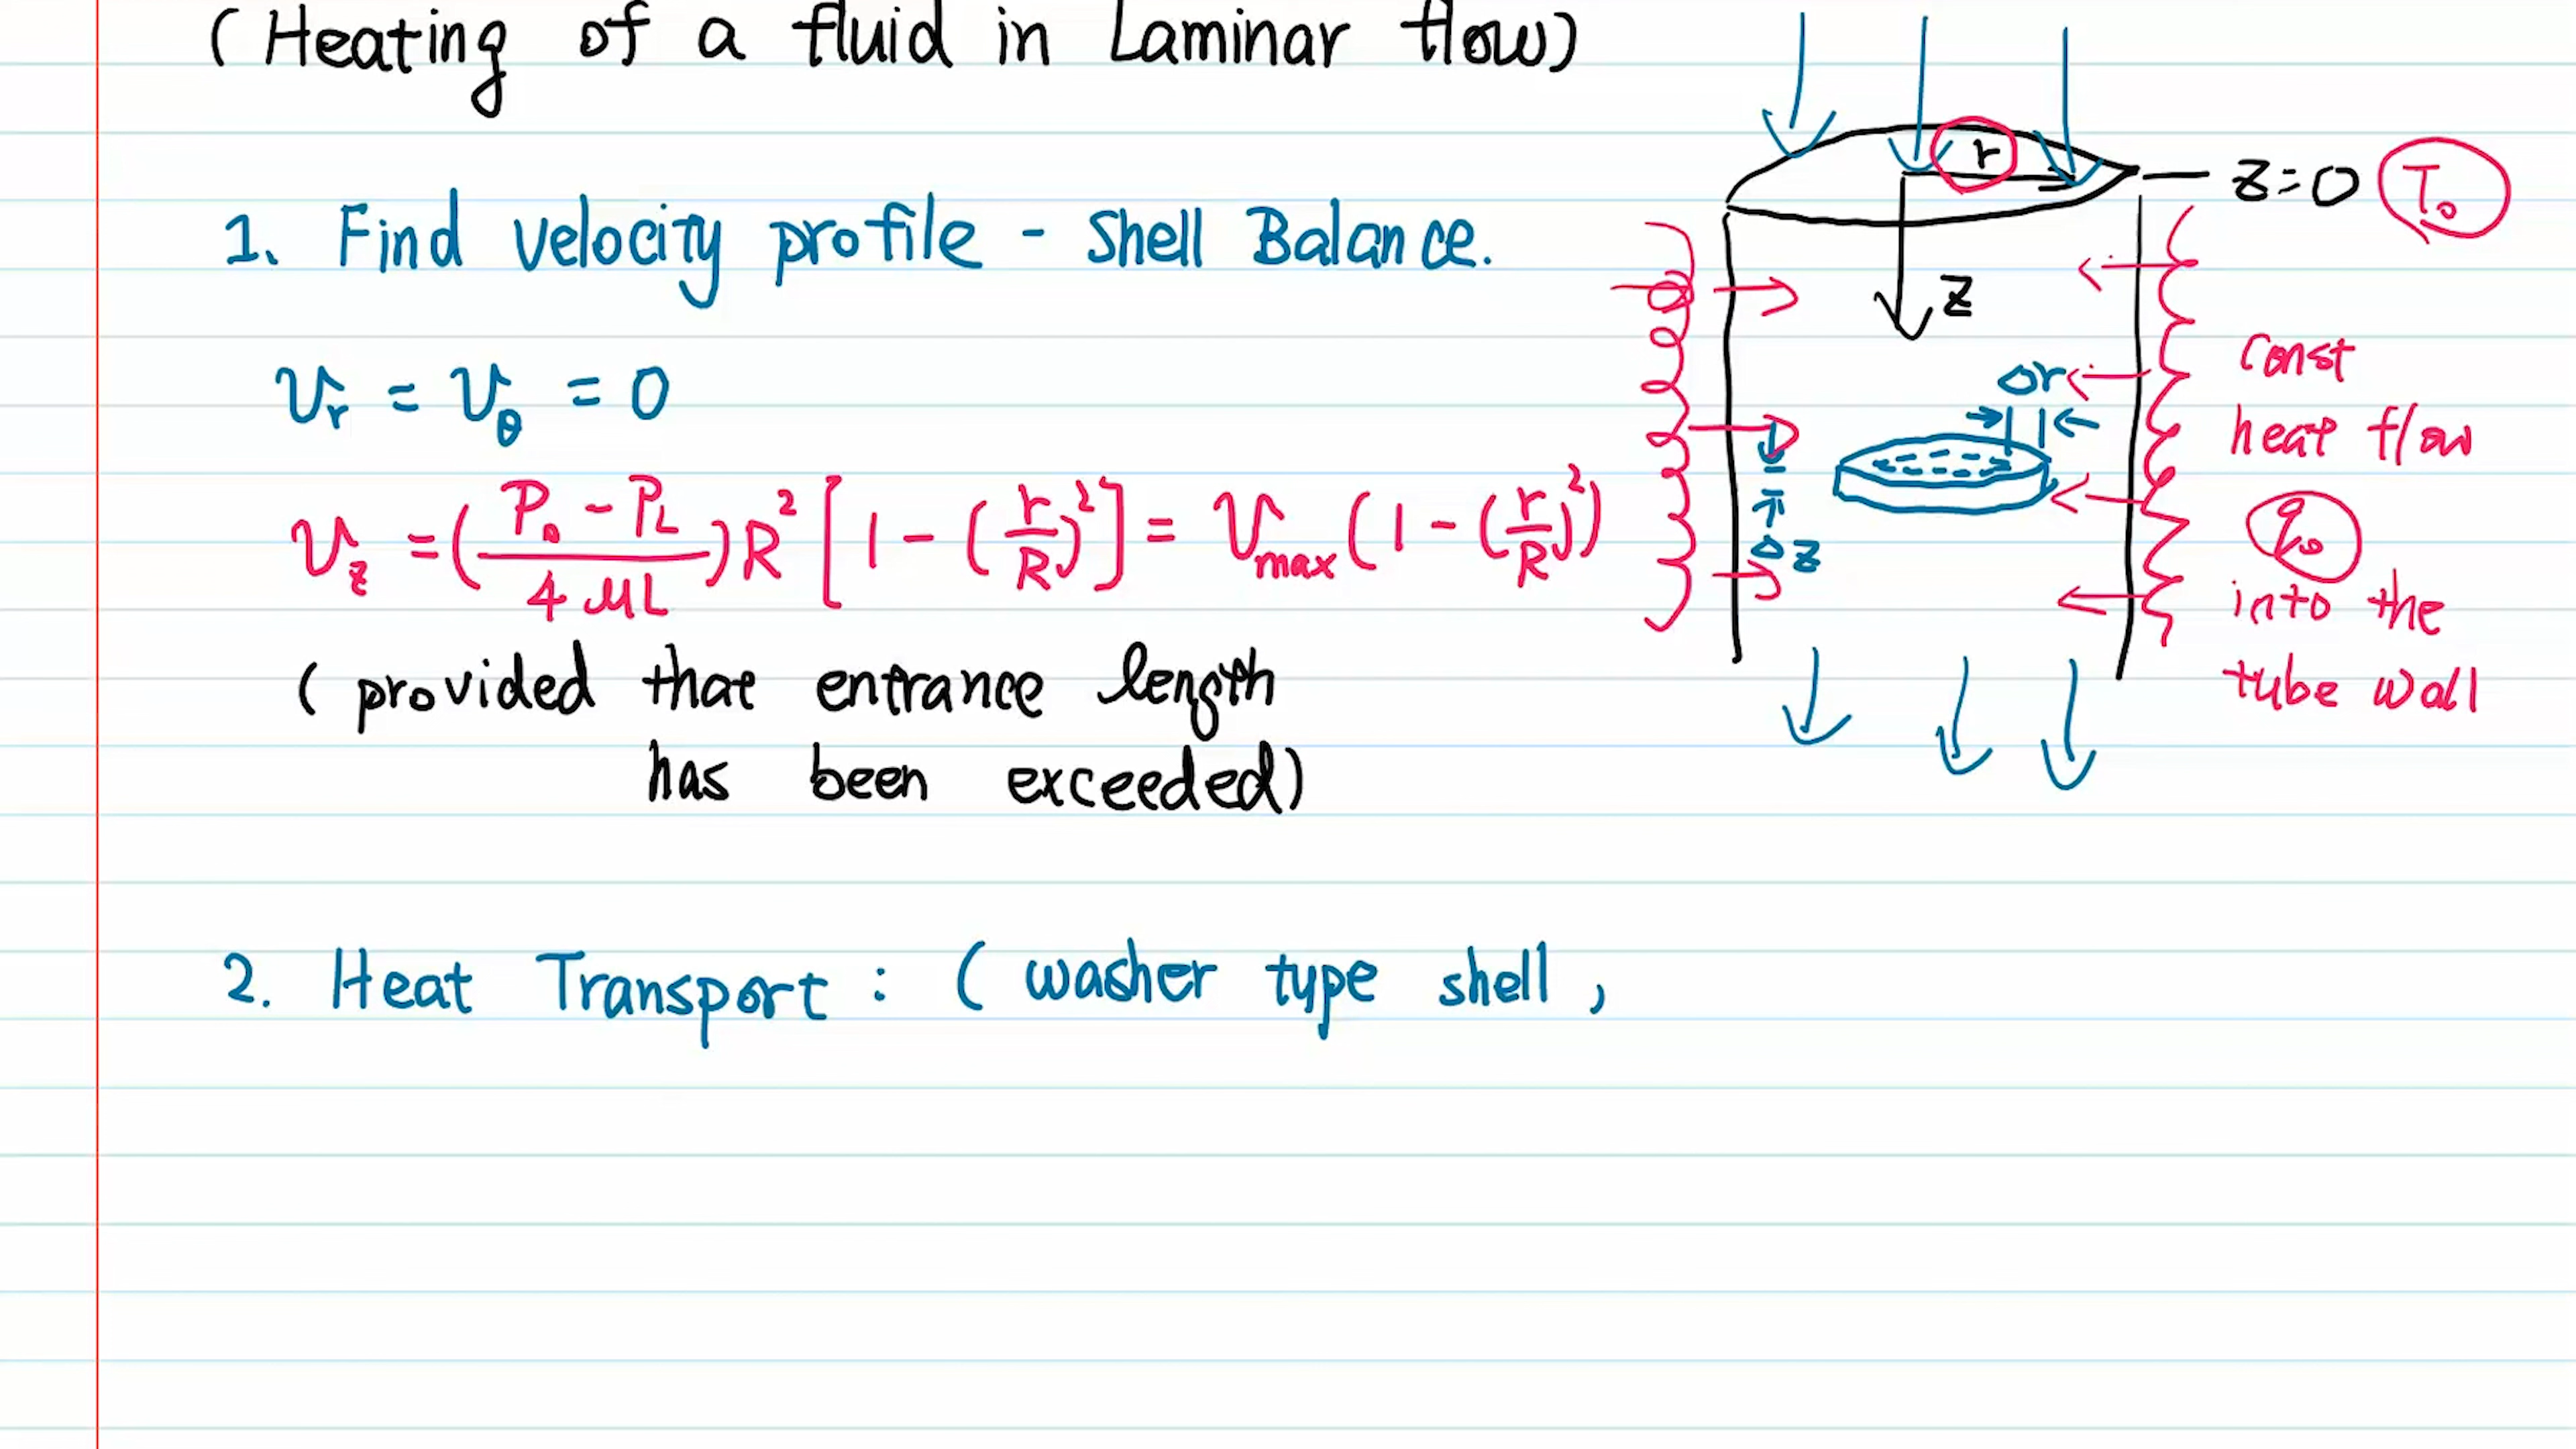 (Heating of a fluid in Laminar flow)
1. Find velocity profile - Shell Balance.
v_r = v_θ = 0
v_z = (P_0 - P_L / 4μL) R² [1 - (r/R)²] = v_max (1 - (r/R)²)
(provided that entrance length
has been exceeded)
2. Heat Transport : ( washer type shell ,
r
z=0 T_0
z
Δr
Δz
const
heat flow
q_0
into the
tube wall